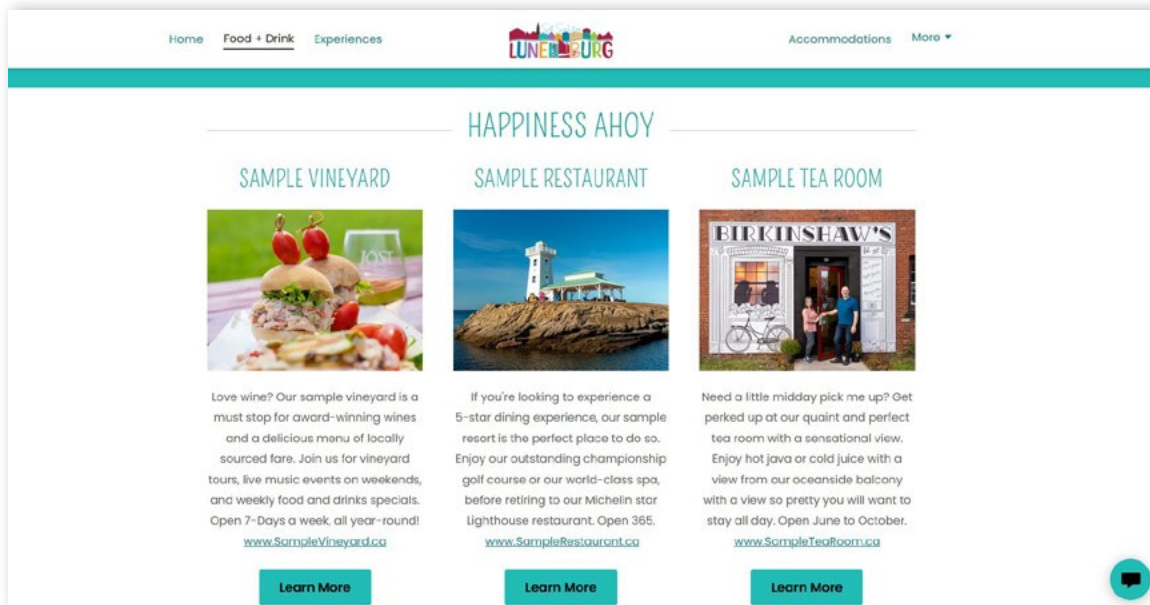 Home Food + Drink Experiences LUNENBURG Accommodations More
HAPPINESS AHOY
SAMPLE VINEYARD
JOST
Love wine? Our sample vineyard is a
must stop for award-winning wines
and a delicious menu of locally
sourced fare. Join us for vineyard
tours, live music events on weekends,
and weekly food and drinks specials.
Open 7-Days a week, all year-round!
www.SampleVineyard.ca
Learn More
SAMPLE RESTAURANT
If you're looking to experience a
5-star dining experience, our sample
resort is the perfect place to do so.
Enjoy our outstanding championship
golf course or our world-class spa,
before retiring to our Michelin star
Lighthouse restaurant. Open 365.
www.SampleRestaurant.ca
Learn More
SAMPLE TEA ROOM
BIRKINSHAW'S
Need a little midday pick me up? Get
perked up at our quaint and perfect
tea room with a sensational view.
Enjoy hot java or cold juice with a
view from our oceanside balcony
with a view so pretty you will want to
stay all day. Open June to October.
www.SampleTeaRoom.ca
Learn More